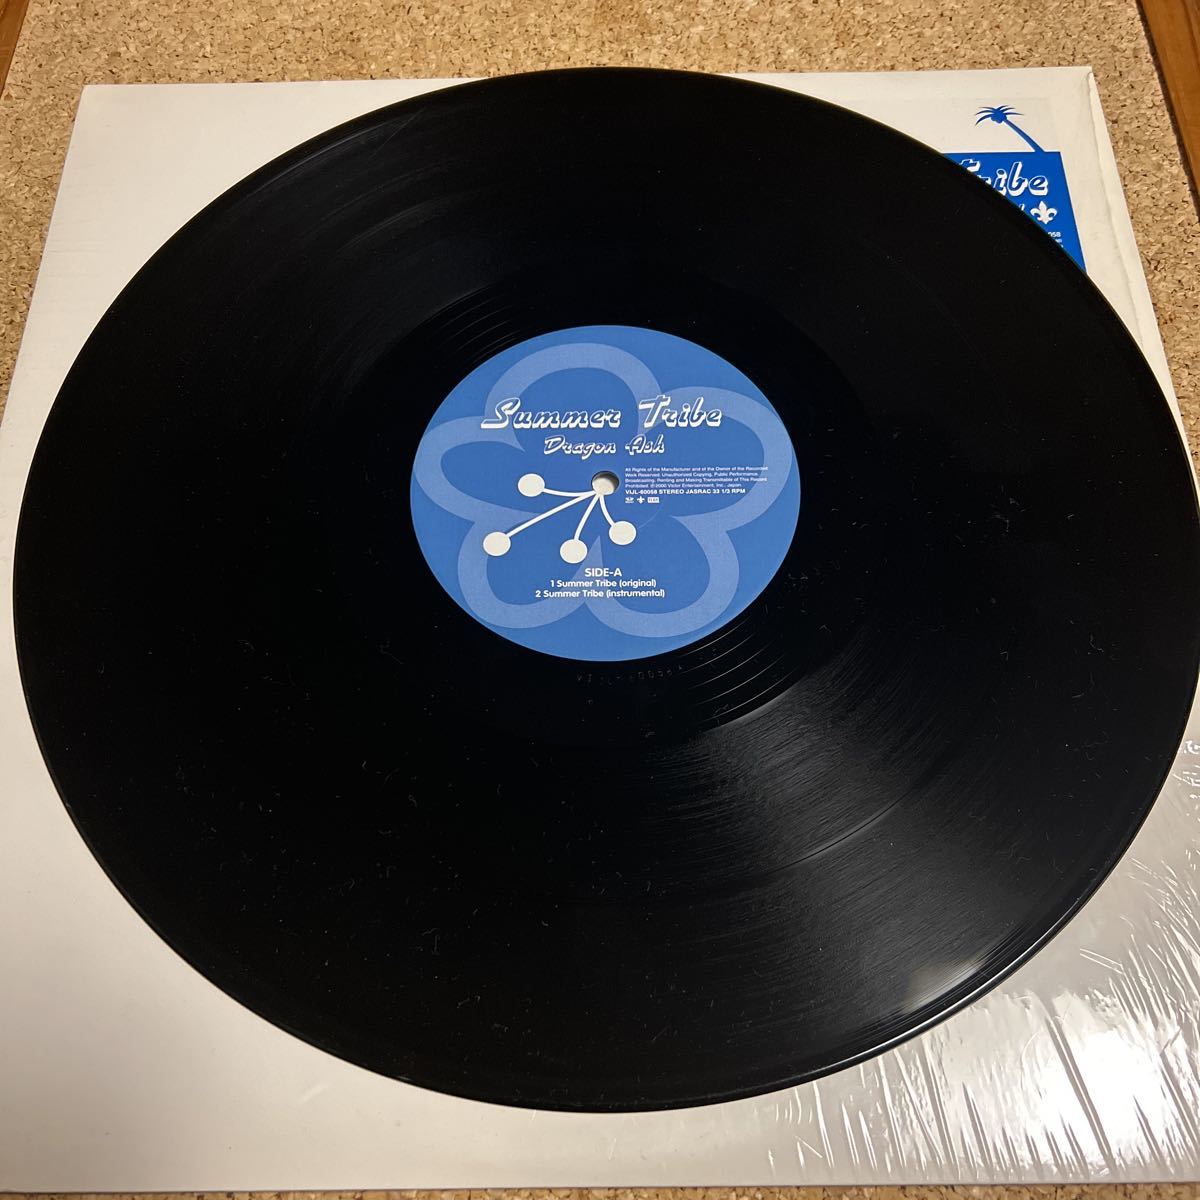 Tribe
058
Summer Tribe
Dragon Ash
All Rights of the Manufacturer and of the Owner of the Recorded
Work Reserved. Unauthorized Copying, Public Performance
Broadcasting, Renting and Making Transmittable of This Record
Prohibited. ℗2000 Victor Entertainment, Inc., Japan.
VIJL-60058 STEREO JASRAC 33 1/3 RPM
SIDE-A
1 Summer Tribe (original)
2 Summer Tribe (instrumental)